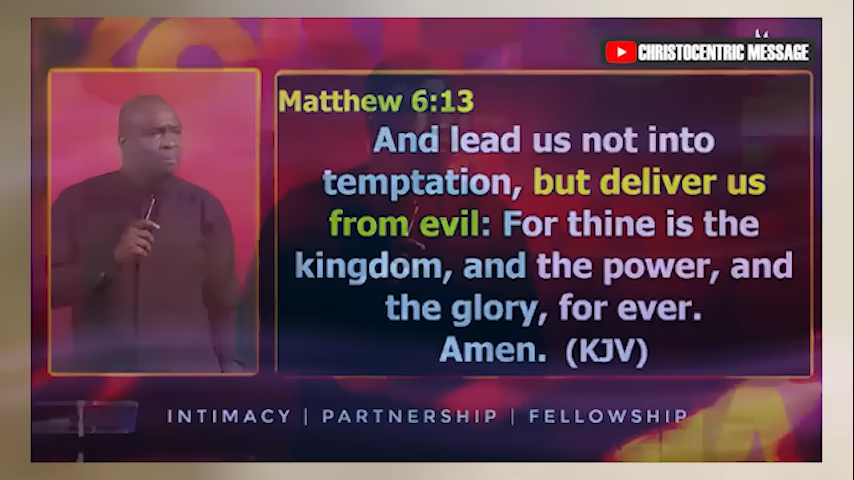 CHRISTOCENTRIC MESSAGE
Matthew 6:13
And lead us not into
temptation, but deliver us
from evil: For thine is the
kingdom, and the power, and
the glory, for ever.
Amen. (KJV)
INTIMACY | PARTNERSHIP | FELLOWSHIP